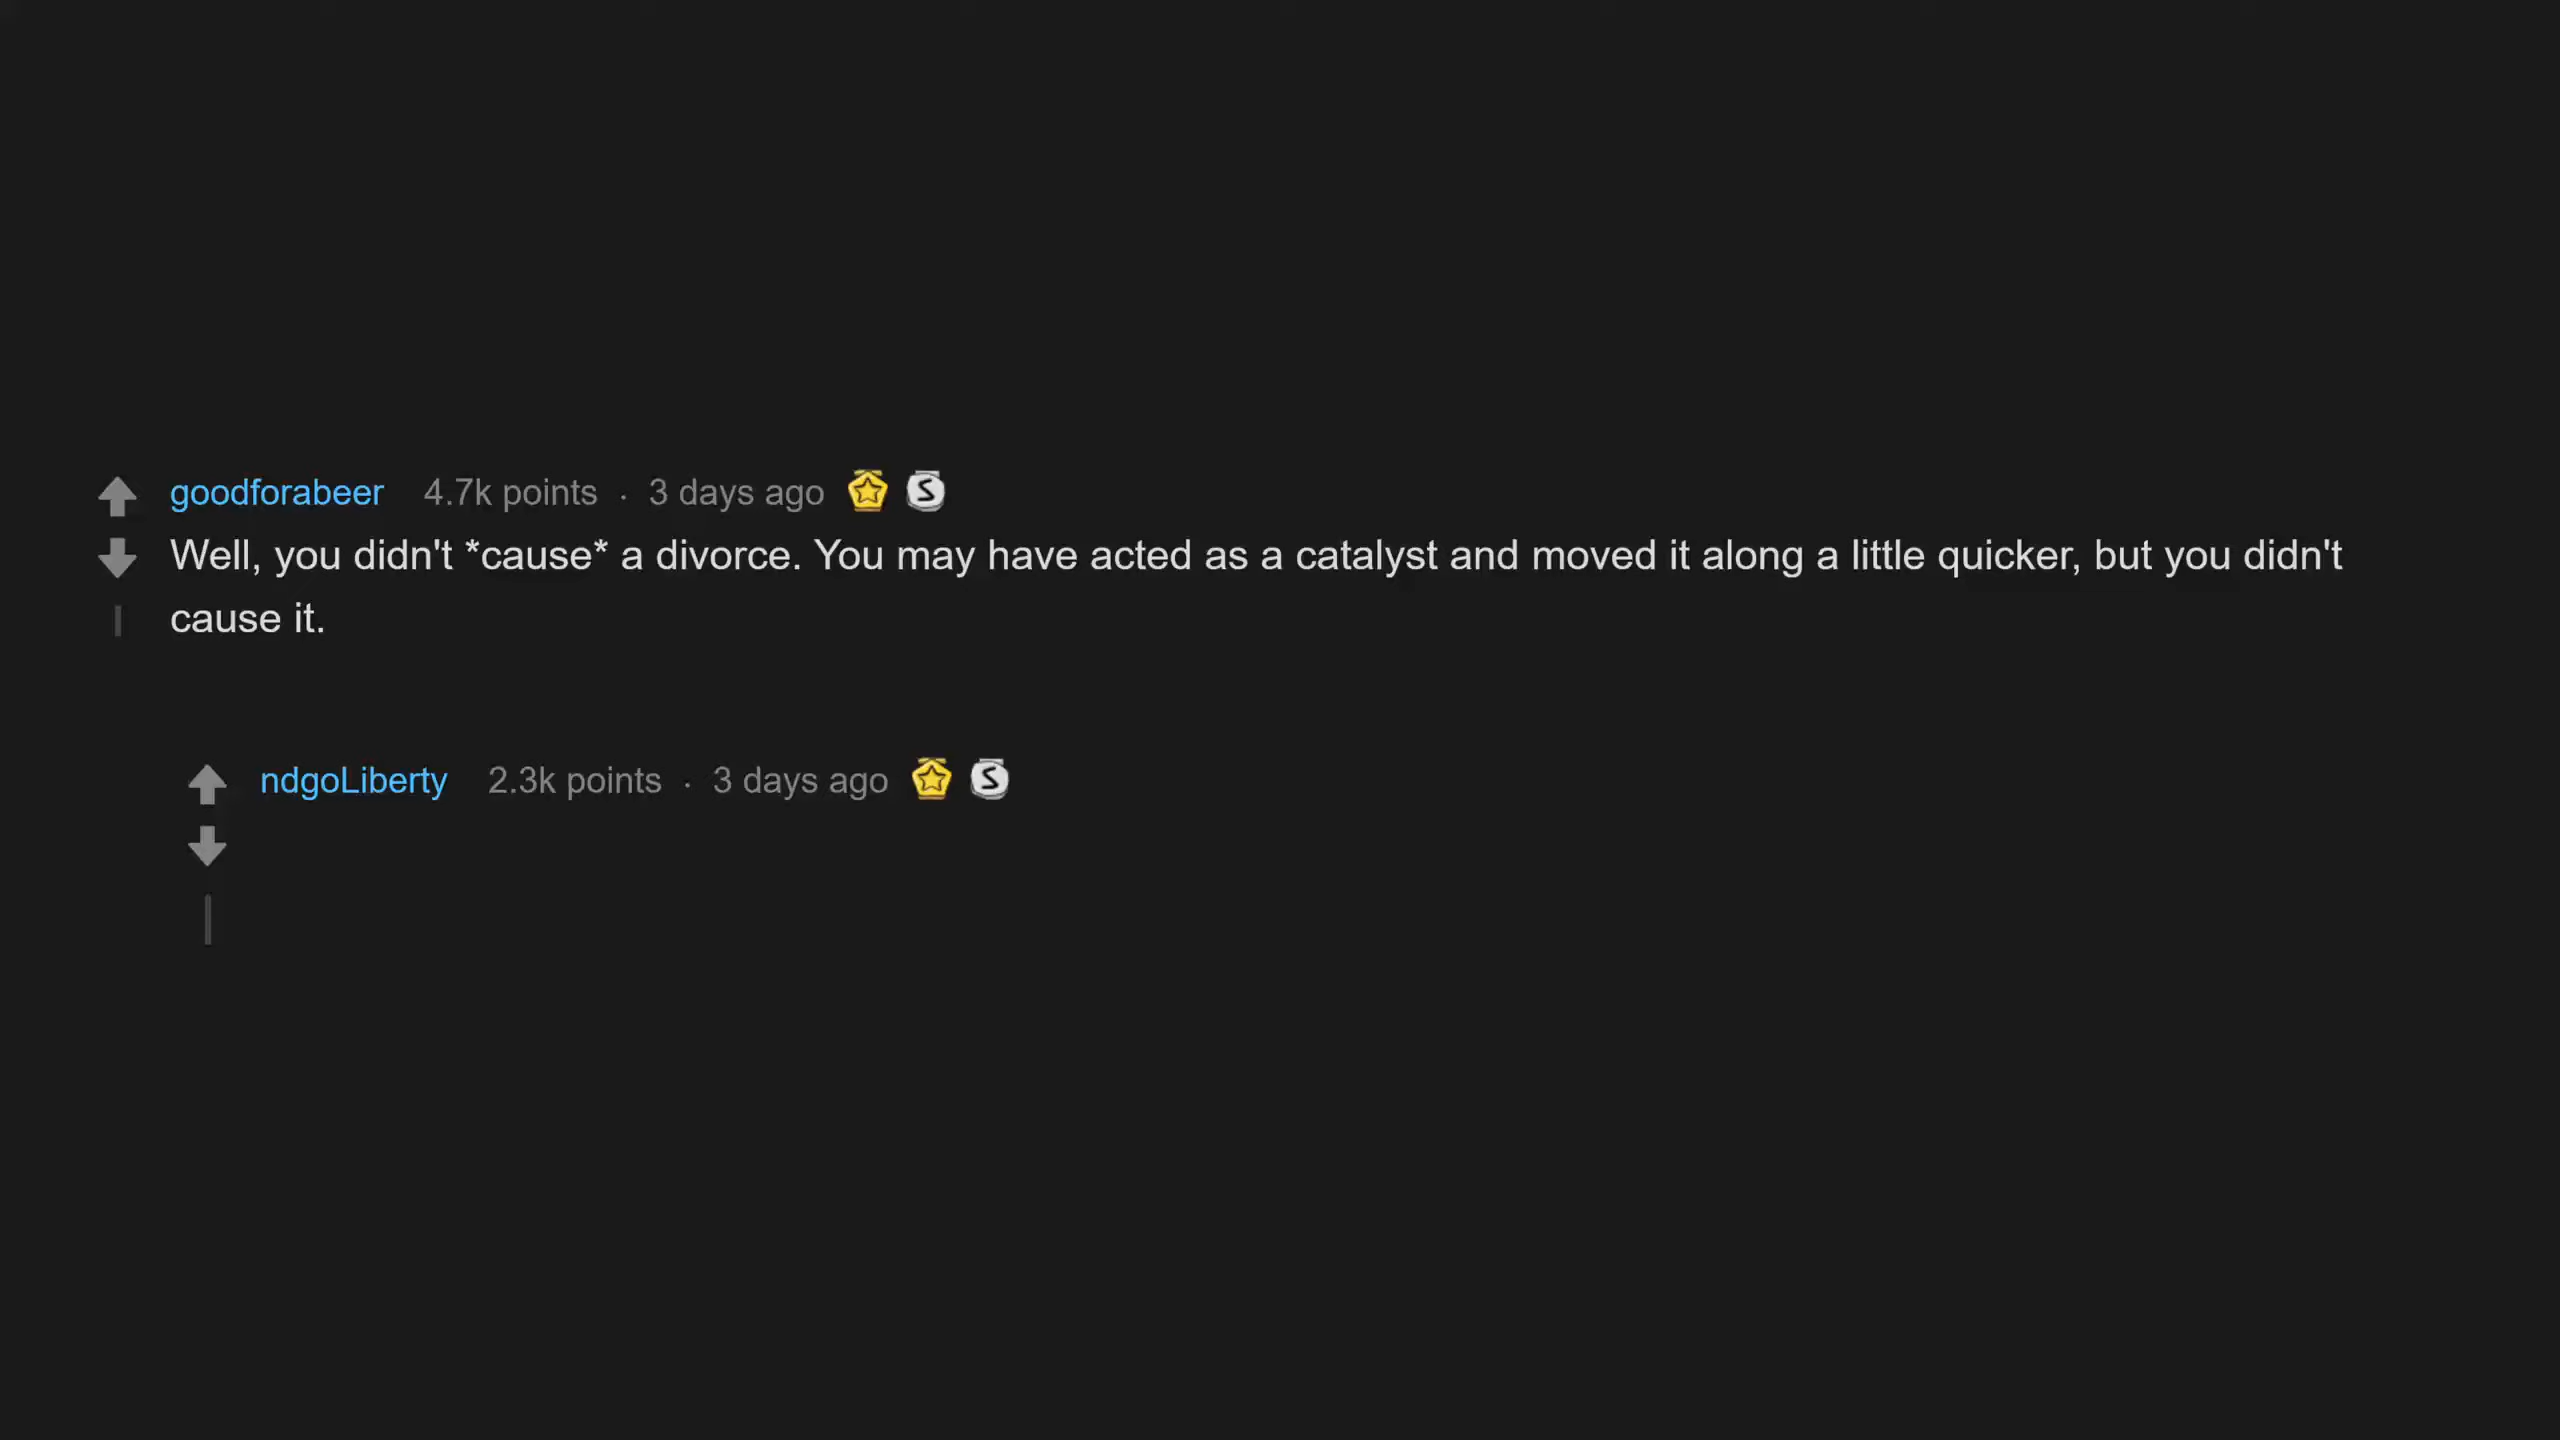 goodforabeer 4.7k points · 3 days ago
Well, you didn't *cause* a divorce. You may have acted as a catalyst and moved it along a little quicker, but you didn't
cause it.
ndgoLiberty 2.3k points · 3 days ago